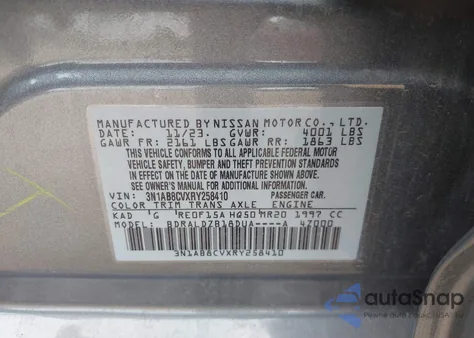 MANUFACTURED BY NISSAN MOTOR CO., LTD.
DATE: 11/23. GVWR: 4001 LBS
GAWR FR: 2161 LBS GAWR RR: 1863 LBS
THIS VEHICLE CONFORMS TO ALL APPLICABLE FEDERAL MOTOR
VEHICLE SAFETY, BUMPER AND THEFT PREVENTION STANDARDS
IN EFFECT ON THE DATE OF MANUFACTURE SHOWN ABOVE.
SEE OWNER'S MANUAL FOR ADDITIONAL INFORMATION.
VIN: 3N1AB8CVXRY258410 PASSENGER CAR.
COLOR TRIM TRANS AXLE ENGINE
KAD G RE0F15A HQ50 MR20 1997 CC
MODEL: BDRALDZB18DUA----A 4Z000
3N1AB8CVXRY258410
autoSnap